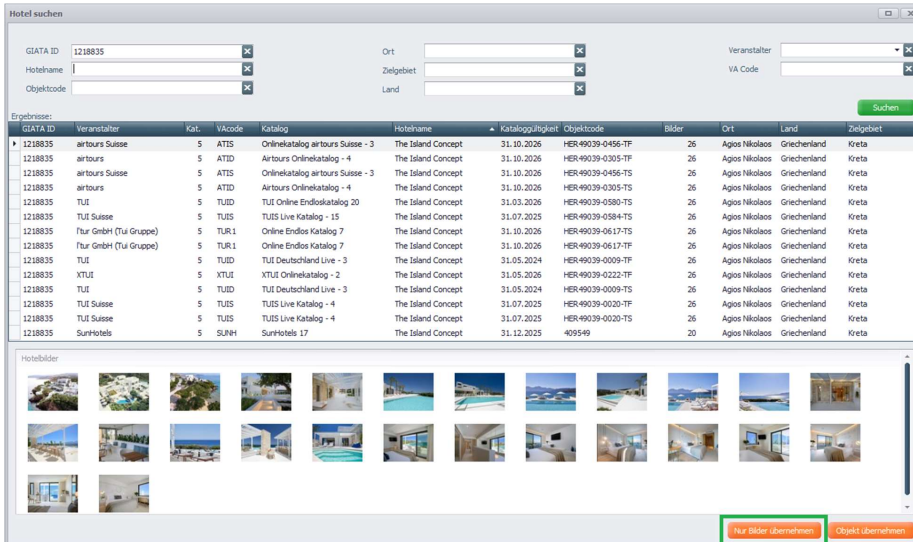 Hotel suchen
GIATA ID 1218835 Ort Veranstalter
Hotelname Zielgebiet VA Code
Objektcode Land
Suchen
Ergebnisse:
GIATA ID Veranstalter Kat. VAcode Katalog Hotelname Kataloggültigkeit Objektcode Bilder Ort Land Zielgebiet
1218835 airtours Suisse 5 ATIS Onlinekatalog airtours Suisse - 3 The Island Concept 31.10.2026 HER49039-0456-TF 26 Agios Nikolaos Griechenland Kreta
1218835 airtours 5 ATID Airtours Onlinekatalog - 4 The Island Concept 31.10.2026 HER49039-0305-TF 26 Agios Nikolaos Griechenland Kreta
1218835 airtours Suisse 5 ATIS Onlinekatalog airtours Suisse - 3 The Island Concept 31.10.2026 HER49039-0456-TS 26 Agios Nikolaos Griechenland Kreta
1218835 airtours 5 ATID Airtours Onlinekatalog - 4 The Island Concept 31.10.2026 HER49039-0305-TS 26 Agios Nikolaos Griechenland Kreta
1218835 TUI 5 TUID TUI Online Endloskatalog 20 The Island Concept 31.03.2026 HER49039-0580-TS 26 Agios Nikolaos Griechenland Kreta
1218835 TUI Suisse 5 TUIS TUIS Live Katalog - 15 The Island Concept 31.07.2025 HER49039-0584-TS 26 Agios Nikolaos Griechenland Kreta
1218835 l'tur GmbH (Tui Gruppe) 5 TUR1 Online Endlos Katalog 7 The Island Concept 31.10.2026 HER49039-0617-TS 26 Agios Nikolaos Griechenland Kreta
1218835 l'tur GmbH (Tui Gruppe) 5 TUR1 Online Endlos Katalog 7 The Island Concept 31.10.2026 HER49039-0617-TF 26 Agios Nikolaos Griechenland Kreta
1218835 TUI 5 TUID TUI Deutschland Live - 3 The Island Concept 31.05.2024 HER49039-0009-TF 26 Agios Nikolaos Griechenland Kreta
1218835 XTUI 5 XTUI XTUI Onlinekatalog - 2 The Island Concept 31.05.2026 HER49039-0222-TF 26 Agios Nikolaos Griechenland Kreta
1218835 TUI 5 TUID TUI Deutschland Live - 3 The Island Concept 31.05.2024 HER49039-0009-TS 26 Agios Nikolaos Griechenland Kreta
1218835 TUI Suisse 5 TUIS TUIS Live Katalog - 4 The Island Concept 31.07.2025 HER49039-0020-TF 26 Agios Nikolaos Griechenland Kreta
1218835 TUI Suisse 5 TUIS TUIS Live Katalog - 4 The Island Concept 31.07.2025 HER49039-0020-TS 26 Agios Nikolaos Griechenland Kreta
1218835 SunHotels 5 SUNH SunHotels 17 The Island Concept 31.12.2025 409549 20 Agios Nikolaos Griechenland Kreta
Hotelbilder
Nur Bilder übernehmen Objekt übernehmen